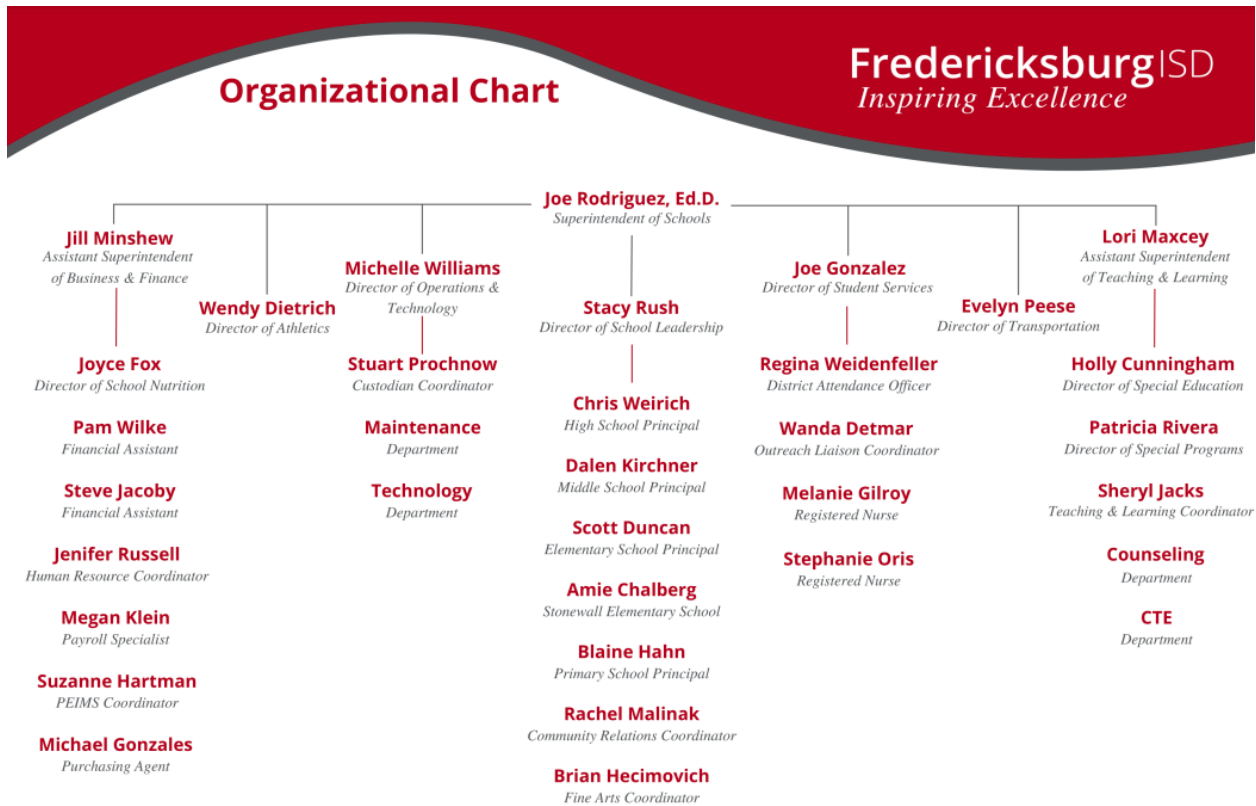 Organizational Chart
FredericksburgISD
Inspiring Excellence
Joe Rodriguez, Ed.D.
Superintendent of Schools
Jill Minshew
Assistant Superintendent
of Business & Finance
Joyce Fox
Director of School Nutrition
Pam Wilke
Financial Assistant
Steve Jacoby
Financial Assistant
Jenifer Russell
Human Resource Coordinator
Megan Klein
Payroll Specialist
Suzanne Hartman
PEIMS Coordinator
Michael Gonzales
Purchasing Agent
Wendy Dietrich
Director of Athletics
Michelle Williams
Director of Operations &
Technology
Stuart Prochnow
Custodian Coordinator
Maintenance
Department
Technology
Department
Stacy Rush
Director of School Leadership
Chris Weirich
High School Principal
Dalen Kirchner
Middle School Principal
Scott Duncan
Elementary School Principal
Amie Chalberg
Stonewall Elementary School
Blaine Hahn
Primary School Principal
Rachel Malinak
Community Relations Coordinator
Brian Hecimovich
Fine Arts Coordinator
Joe Gonzalez
Director of Student Services
Regina Weidenfeller
District Attendance Officer
Wanda Detmar
Outreach Liaison Coordinator
Melanie Gilroy
Registered Nurse
Stephanie Oris
Registered Nurse
Evelyn Peese
Director of Transportation
Lori Maxcey
Assistant Superintendent
of Teaching & Learning
Holly Cunningham
Director of Special Education
Patricia Rivera
Director of Special Programs
Sheryl Jacks
Teaching & Learning Coordinator
Counseling
Department
CTE
Department